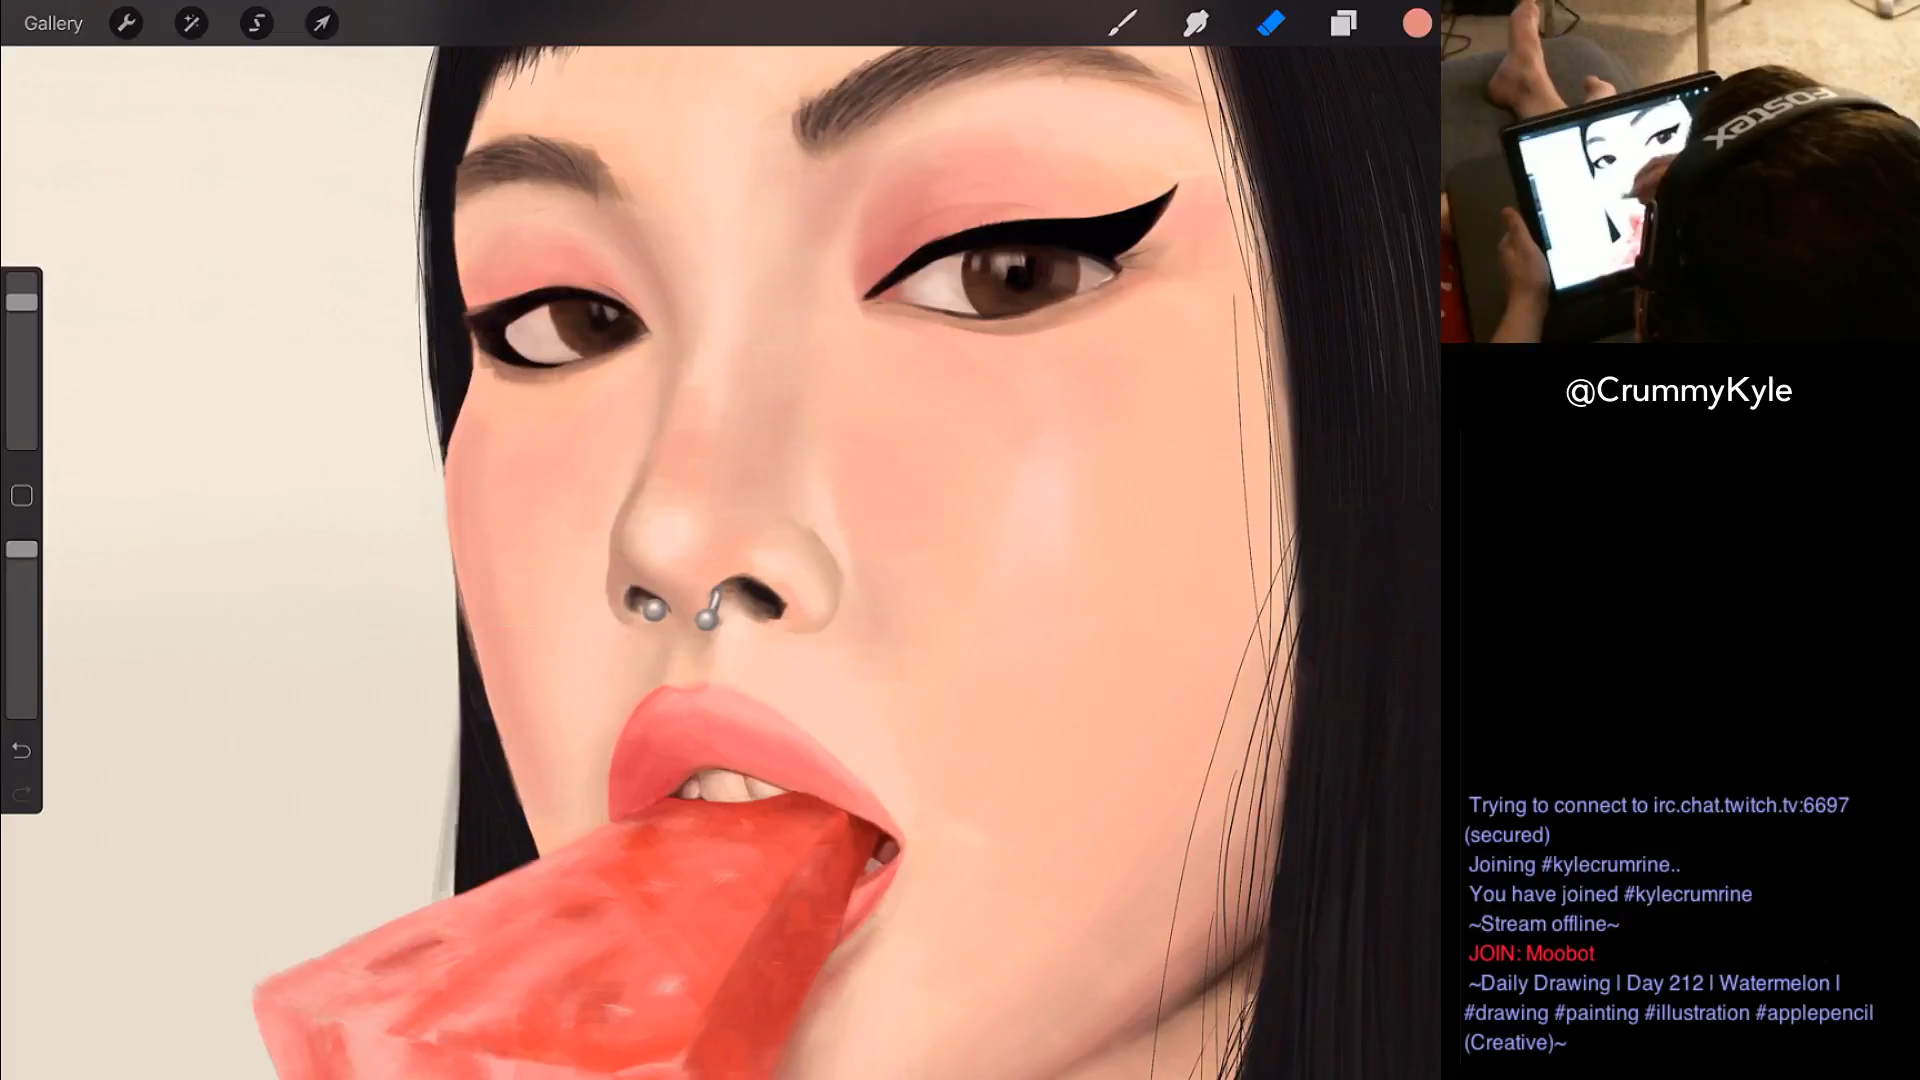 Gallery
Fostex
@CrummyKyle
Trying to connect to irc.chat.twitch.tv:6697
(secured)
Joining #kylecrumrine..
You have joined #kylecrumrine
~Stream offline~
JOIN: Moobot
~Daily Drawing | Day 212 | Watermelon |
#drawing #painting #illustration #applepencil
(Creative)~